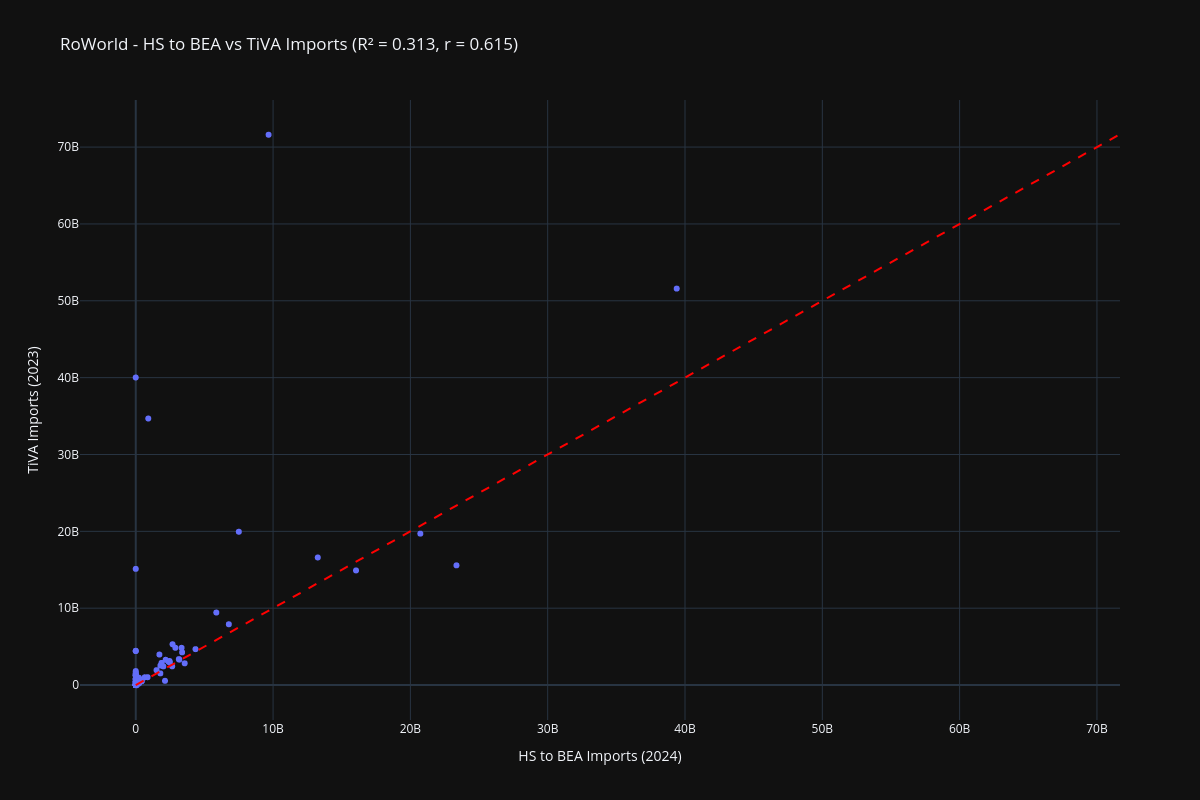 RoWorld - HS to BEA vs TiVA Imports (R² = 0.313, r = 0.615)
70B
60B
50B
40B
30B
20B
10B
0
TiVA Imports (2023)
0
10B
20B
30B
40B
50B
60B
70B
HS to BEA Imports (2024)